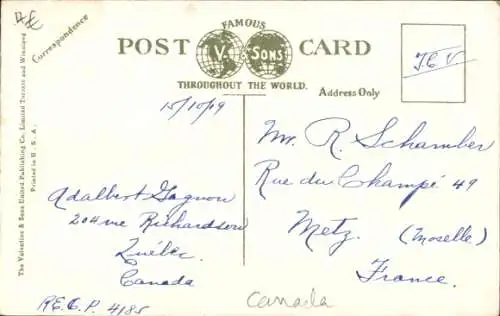 Correspondence
FAMOUS
POST V. & SONS CARD
THROUGHOUT THE WORLD.
Address Only
T.C.V
15/10/19
The Valentine & Sons United Publishing Co. Limited Toronto and Winnipeg
Printed in U.S.A.
Adalbert Gagnon
204 rue Richardson
Québec.
Canada
R.E.C.P. 4185
Mr. R. Schamber
Rue du Champé 49
Metz. (Moselle)
France.
Canada